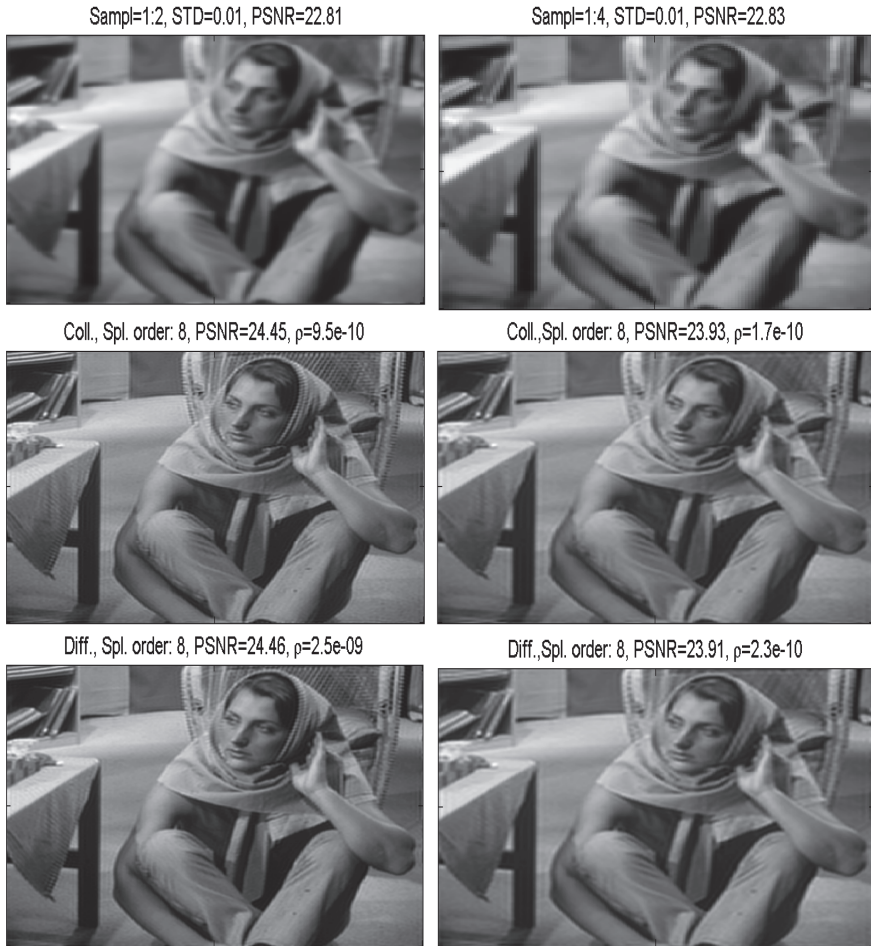 Sampl=1:2, STD=0.01, PSNR=22.81
Sampl=1:4, STD=0.01, PSNR=22.83
Coll., Spl. order: 8, PSNR=24.45, ρ=9.5e-10
Coll.,Spl. order: 8, PSNR=23.93, ρ=1.7e-10
Diff., Spl. order: 8, PSNR=24.46, ρ=2.5e-09
Diff.,Spl. order: 8, PSNR=23.91, ρ=2.3e-10